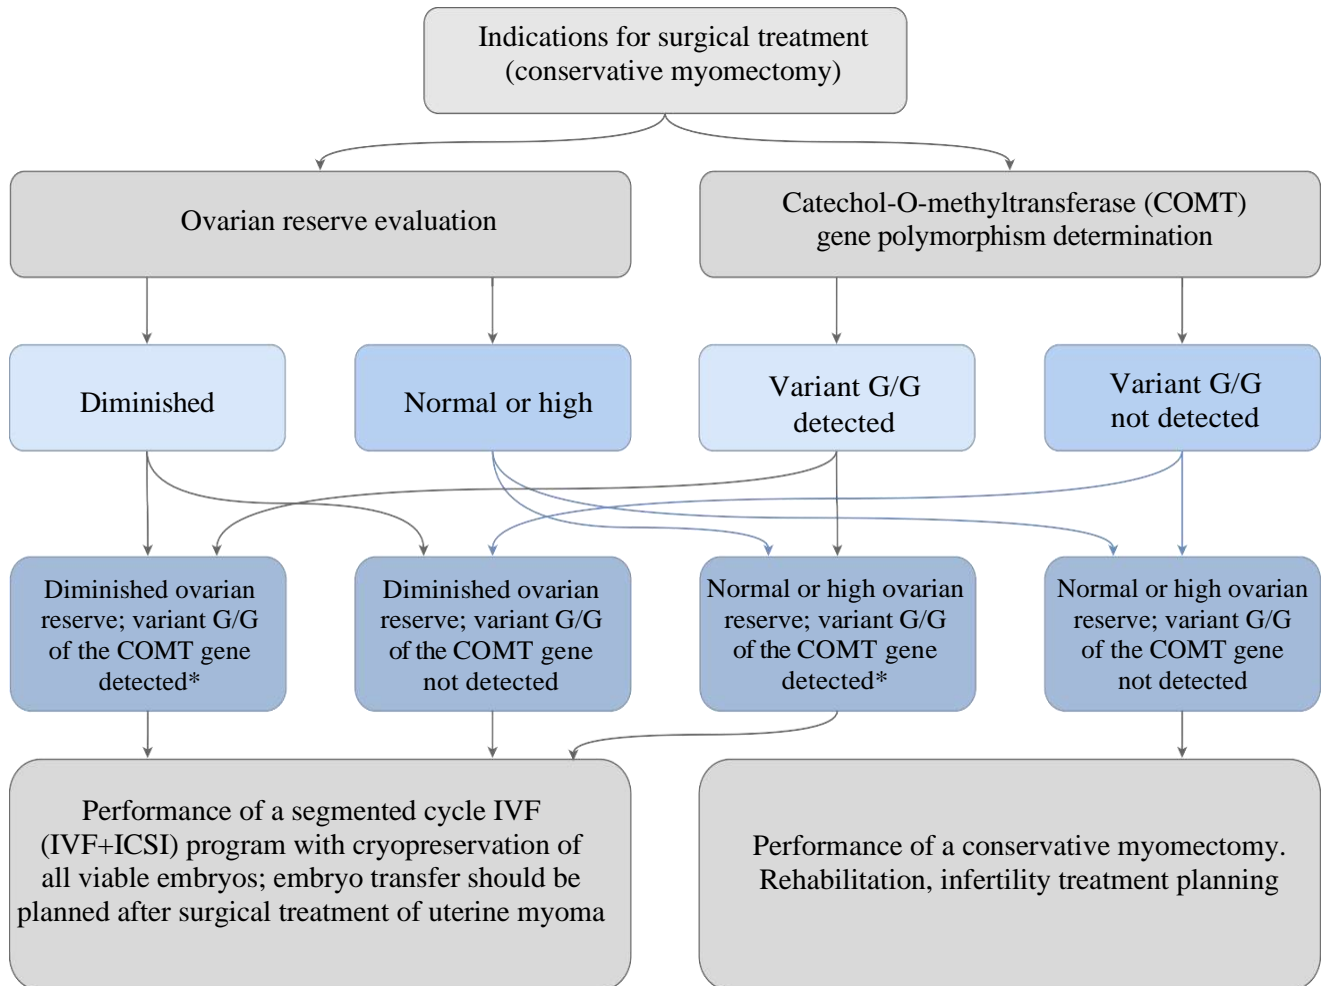 Indications for surgical treatment
(conservative myomectomy)
Ovarian reserve evaluation
Catechol-O-methyltransferase (COMT)
gene polymorphism determination
Diminished
Normal or high
Variant G/G
detected
Variant G/G
not detected
Diminished ovarian
reserve; variant G/G
of the COMT gene
detected*
Diminished ovarian
reserve; variant G/G
of the COMT gene
not detected
Normal or high ovarian
reserve; variant G/G
of the COMT gene
detected*
Normal or high ovarian
reserve; variant G/G
of the COMT gene
not detected
Performance of a segmented cycle IVF
(IVF+ICSI) program with cryopreservation of
all viable embryos; embryo transfer should be
planned after surgical treatment of uterine myoma
Performance of a conservative myomectomy.
Rehabilitation, infertility treatment planning